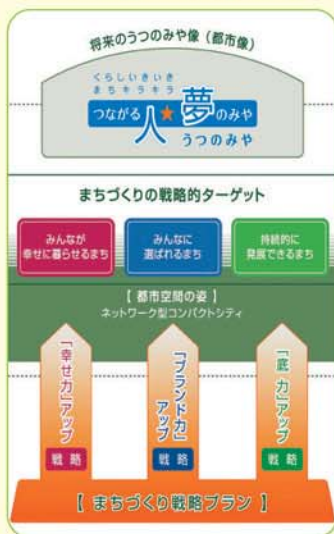 将来のうつのみや像（都市像）
くらしいきいき
まちキラキラ
つながる人★夢のみや
うつのみや
まちづくりの戦略的ターゲット
みんなが
幸せに暮らせるまち
みんなに
選ばれるまち
持続的に
発展できるまち
【 都市空間の姿 】
ネットワーク型コンパクトシティ
「幸せ力」アップ
戦 略
「ブランド力」
アップ
戦 略
「底 力」アップ
戦 略
【 まちづくり戦略プラン 】